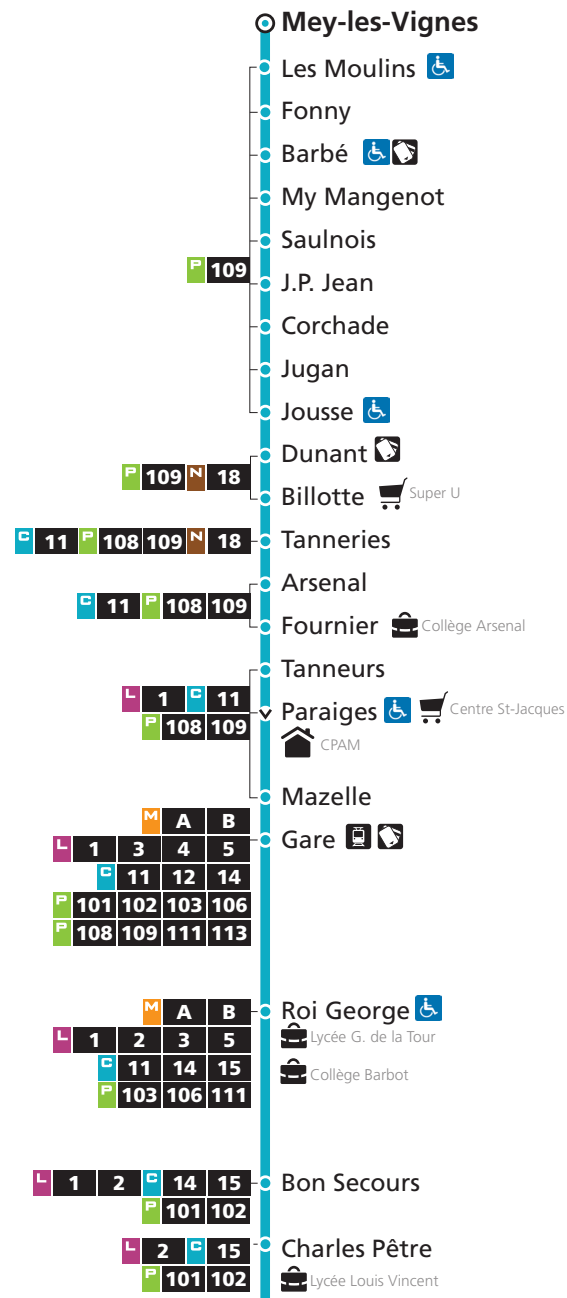 Mey-les-Vignes
Les Moulins
Fonny
Barbé
My Mangenot
Saulnois
P 109
J.P. Jean
Corchade
Jugan
Jousse
Dunant
P 109 N 18
Billotte Super U
C 11 P 108 109 N 18 Tanneries
Arsenal
C 11 P 108 109
Fournier Collège Arsenal
Tanneurs
L 1 C 11
P 108 109
Paraiges Centre St-Jacques
CPAM
Mazelle
M A B
Gare
L 1 3 4 5
C 11 12 14
P 101 102 103 106
P 108 109 111 113
M A B Roi George
L 1 2 3 5 Lycée G. de la Tour
C 11 14 15 Collège Barbot
P 103 106 111
L 1 2 C 14 15 Bon Secours
P 101 102
L 2 C 15 Charles Pêtre
P 101 102 Lycée Louis Vincent